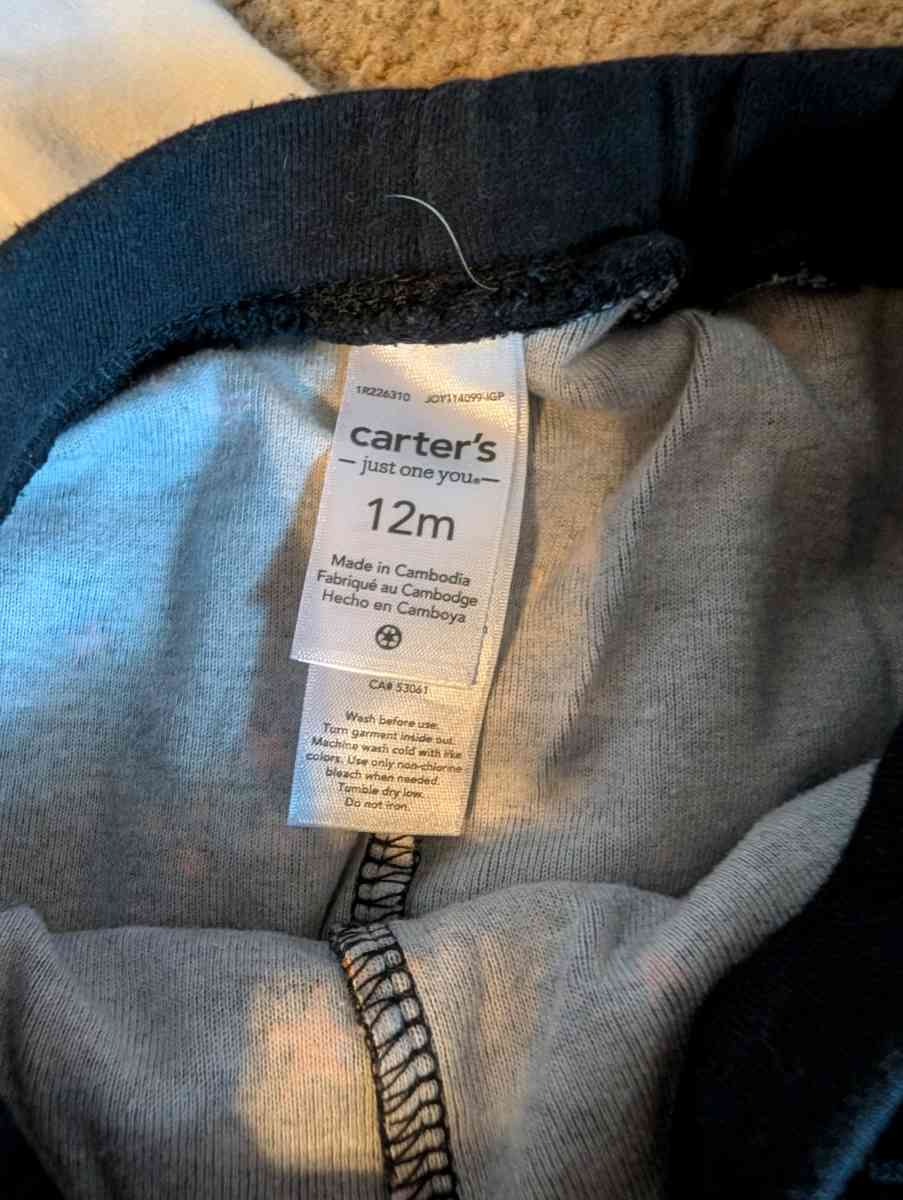 1R226310 JOY114099-IGP
carter's
just one you®
12m
Made in Cambodia
Fabriqué au Cambodge
Hecho en Camboya
CA# 53061
Wash before use.
Turn garment inside out.
Machine wash cold with like
colors. Use only non-chlorine
bleach when needed.
Tumble dry low.
Do not iron.